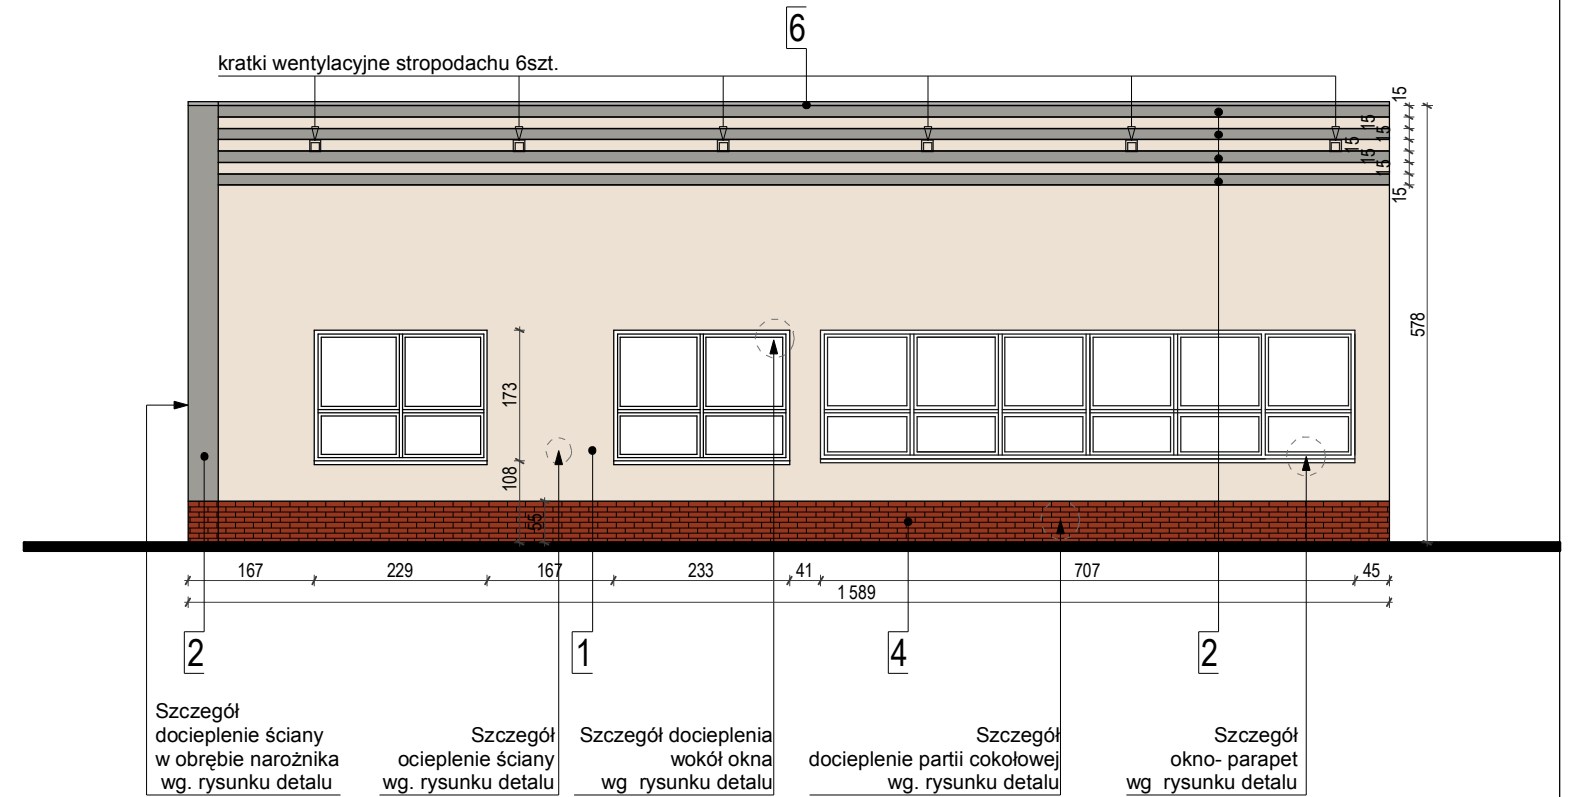 6
kratki wentylacyjne stropodachu 6szt.
15
15
15
15
15
15
15
578
173
108
55
167
229
167
233
41
707
45
1 589
2
1
4
2
Szczegół
docieplenie ściany
w obrębie narożnika
wg. rysunku detalu
Szczegół
ocieplenie ściany
wg. rysunku detalu
Szczegół docieplenia
wokół okna
wg rysunku detalu
Szczegół
docieplenie partii cokołowej
wg. rysunku detalu
Szczegół
okno- parapet
wg rysunku detalu